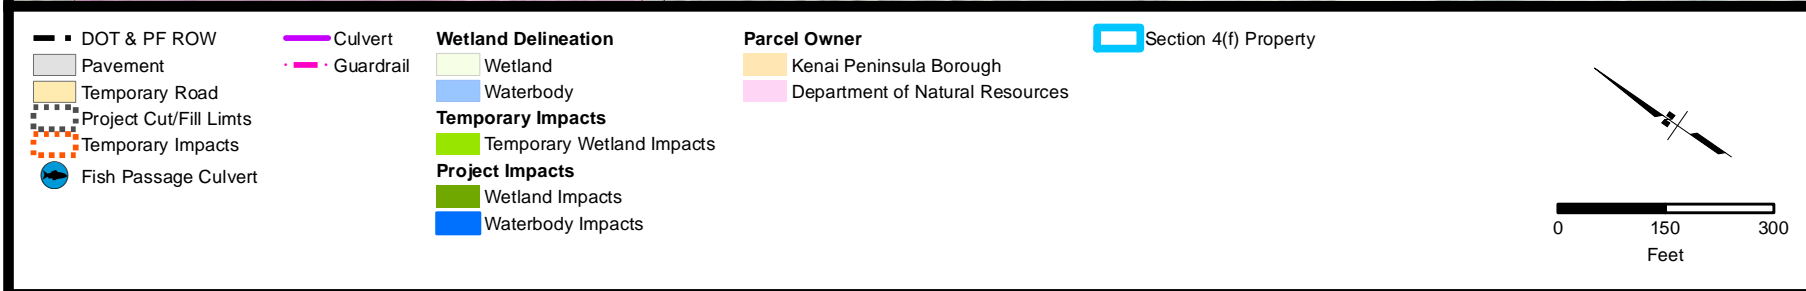 DOT & PF ROW
Pavement
Temporary Road
Project Cut/Fill Limts
Temporary Impacts
Fish Passage Culvert
Culvert
Guardrail
Wetland Delineation
Wetland
Waterbody
Temporary Impacts
Temporary Wetland Impacts
Project Impacts
Wetland Impacts
Waterbody Impacts
Parcel Owner
Kenai Peninsula Borough
Department of Natural Resources
Section 4(f) Property
0 150 300
Feet